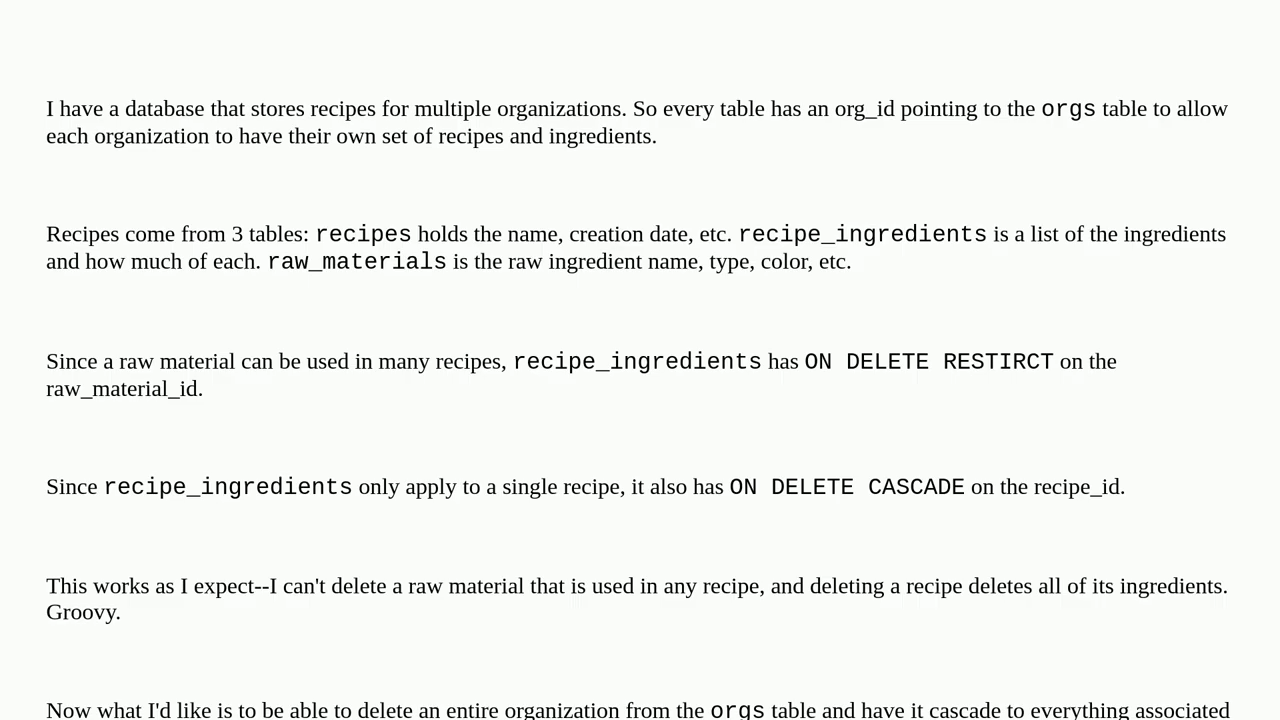 I have a database that stores recipes for multiple organizations. So every table has an org_id pointing to the orgs table to allow
each organization to have their own set of recipes and ingredients.
Recipes come from 3 tables: recipes holds the name, creation date, etc. recipe_ingredients is a list of the ingredients
and how much of each. raw_materials is the raw ingredient name, type, color, etc.
Since a raw material can be used in many recipes, recipe_ingredients has ON DELETE RESTIRCT on the
raw_material_id.
Since recipe_ingredients only apply to a single recipe, it also has ON DELETE CASCADE on the recipe_id.
This works as I expect--I can't delete a raw material that is used in any recipe, and deleting a recipe deletes all of its ingredients.
Groovy.
Now what I'd like is to be able to delete an entire organization from the orgs table and have it cascade to everything associated